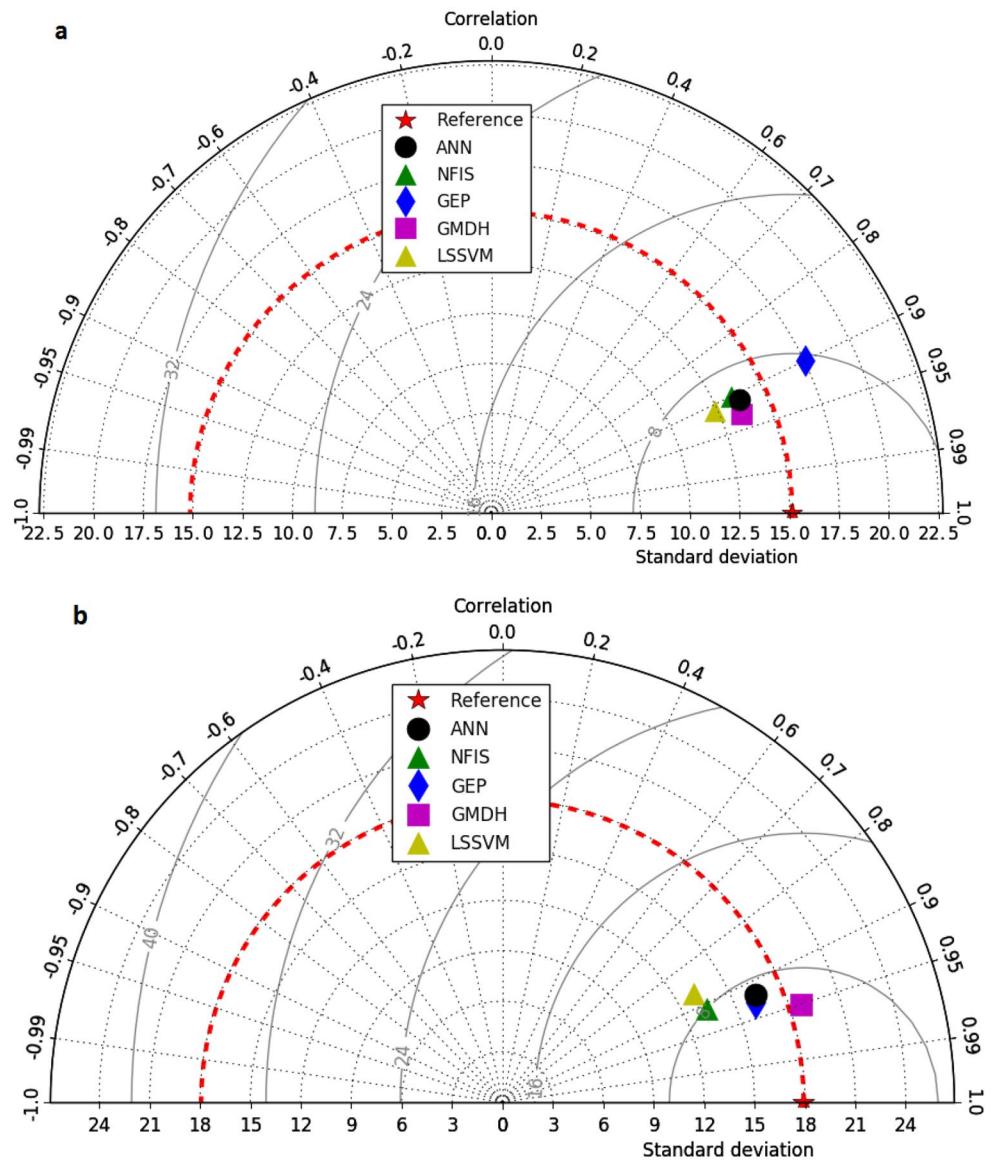 a
Correlation
-1.0 -0.99 -0.95 -0.9 -0.8 -0.7 -0.6 -0.4 -0.2 0.0 0.2 0.4 0.6 0.7 0.8 0.9 0.95 0.99 1.0
Reference
ANN
NFIS
GEP
GMDH
LSSVM
24
32
8
22.5 20.0 17.5 15.0 12.5 10.0 7.5 5.0 2.5 0.0 2.5 5.0 7.5 10.0 12.5 15.0 17.5 20.0 22.5
Standard deviation
b
Correlation
-1.0 -0.99 -0.95 -0.9 -0.8 -0.7 -0.6 -0.4 -0.2 0.0 0.2 0.4 0.6 0.7 0.8 0.9 0.95 0.99 1.0
Reference
ANN
NFIS
GEP
GMDH
LSSVM
32
40
24
16
8
24 21 18 15 12 9 6 3 0 3 6 9 12 15 18 21 24
Standard deviation